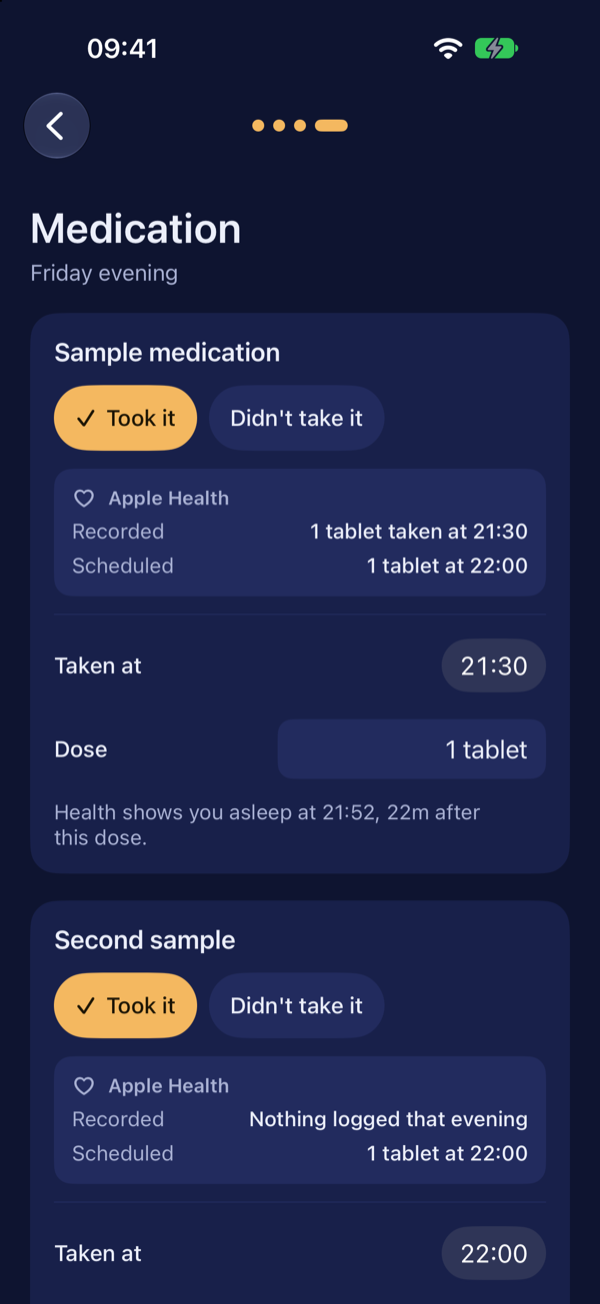 09:41
Medication
Friday evening
Sample medication
Took it
Didn't take it
Apple Health
Recorded 1 tablet taken at 21:30
Scheduled 1 tablet at 22:00
Taken at 21:30
Dose 1 tablet
Health shows you asleep at 21:52, 22m after
this dose.
Second sample
Took it
Didn't take it
Apple Health
Recorded Nothing logged that evening
Scheduled 1 tablet at 22:00
Taken at 22:00